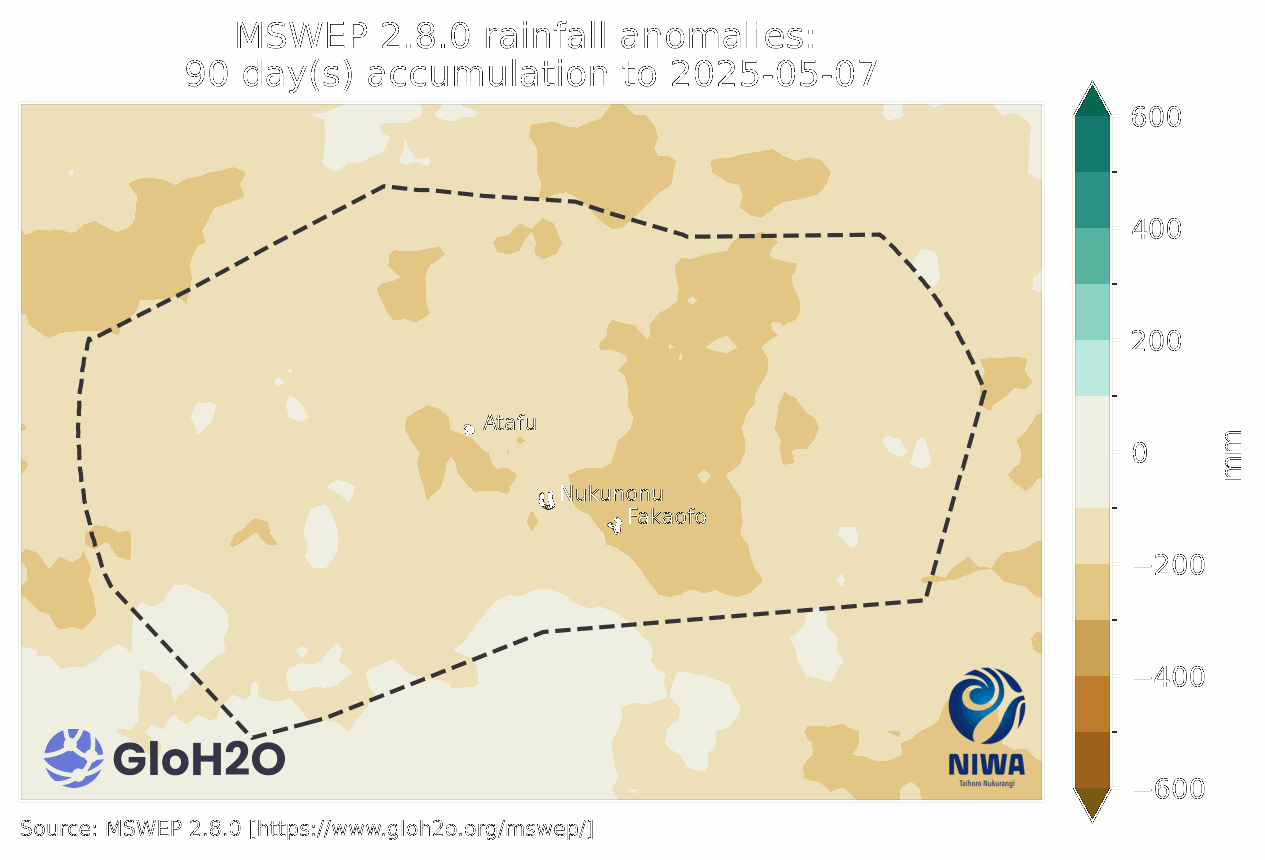 MSWEP 2.8.0 rainfall anomalies:
90 day(s) accumulation to 2025-05-07
600
400
200
0
−200
−400
−600
mm
Atafu
Nukunonu
Fakaofo
GloH2O
NIWA
Taihoro Nukurangi
Source: MSWEP 2.8.0 [https://www.gloh2o.org/mswep/]